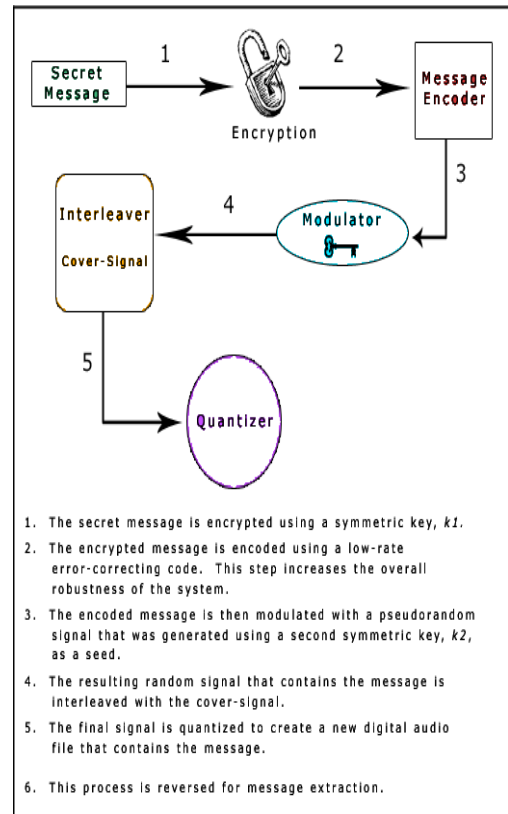 1
2
Secret
Message
Encryption
Message
Encoder
3
4
Interleaver
Cover-Signal
Modulator
5
Quantizer
1. The secret message is encrypted using a symmetric key, k1.
2. The encrypted message is encoded using a low-rate
error-correcting code. This step increases the overall
robustness of the system.
3. The encoded message is then modulated with a pseudorandom
signal that was generated using a second symmetric key, k2,
as a seed.
4. The resulting random signal that contains the message is
interleaved with the cover-signal.
5. The final signal is quantized to create a new digital audio
file that contains the message.
6. This process is reversed for message extraction.